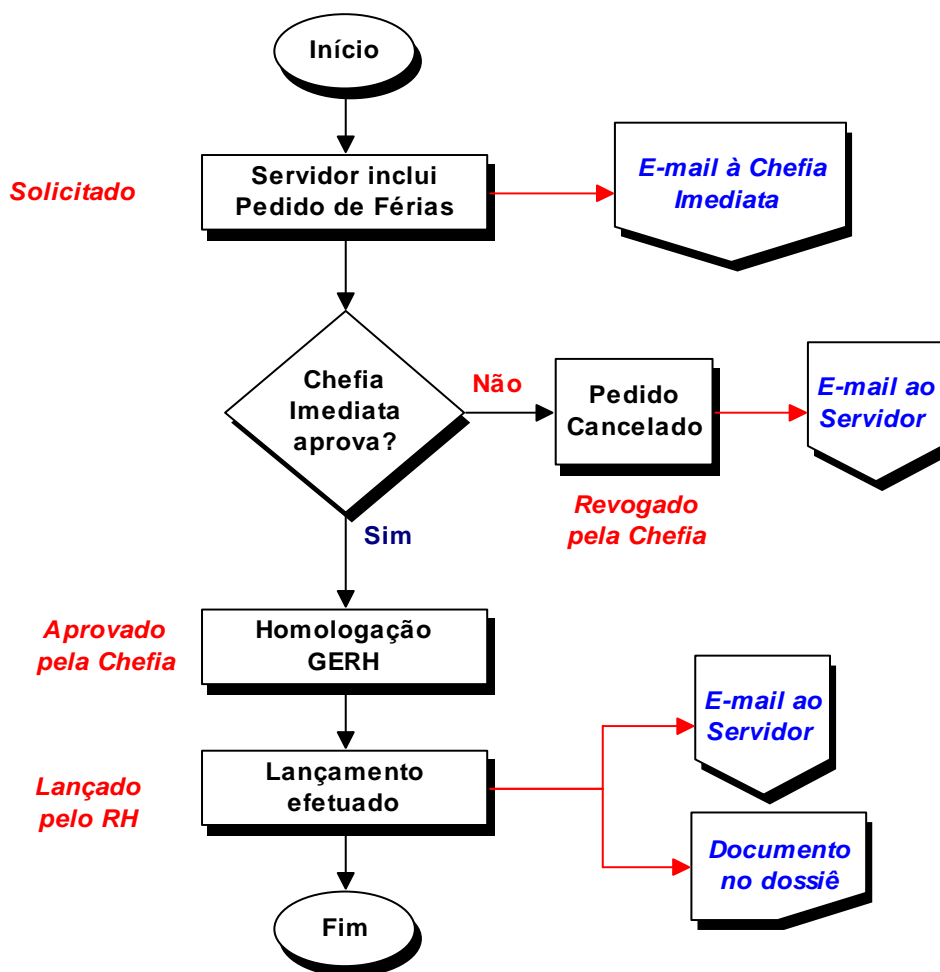 Início
Solicitado
Servidor inclui
Pedido de Férias
E-mail à Chefia
Imediata
Chefia
Imediata
aprova?
Não
Pedido
Cancelado
E-mail ao
Servidor
Revogado
pela Chefia
Sim
Aprovado
pela Chefia
Homologação
GERH
E-mail ao
Servidor
Lançado
pelo RH
Lançamento
efetuado
Documento
no dossiê
Fim